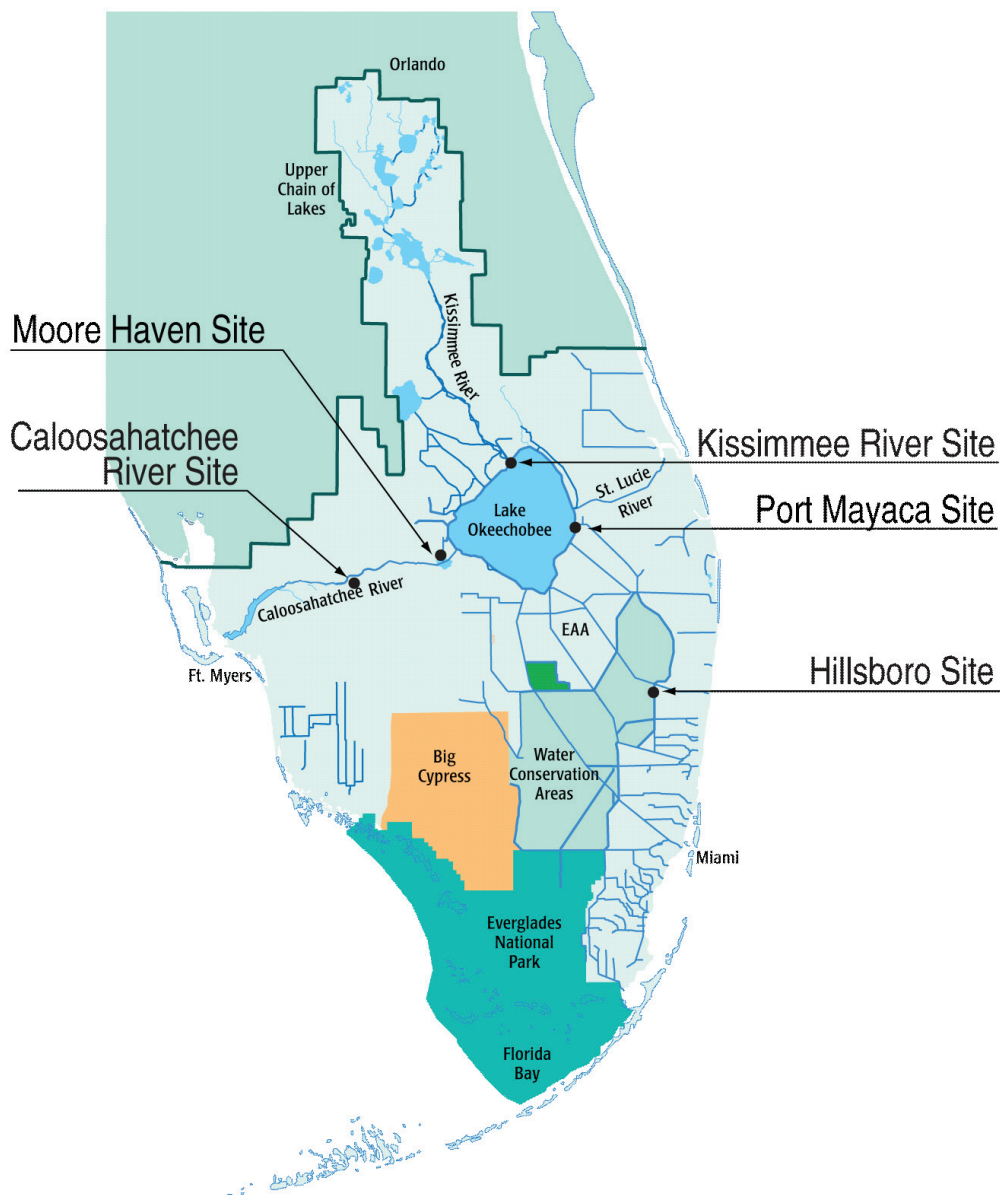 Orlando
Upper
Chain of
Lakes
Kissimmee River
Moore Haven Site
Caloosahatchee
River Site
Kissimmee River Site
St. Lucie
River
Port Mayaca Site
Lake
Okeechobee
Caloosahatchee River
EAA
Ft. Myers
Hillsboro Site
Big
Cypress
Water
Conservation
Areas
Miami
Everglades
National
Park
Florida
Bay